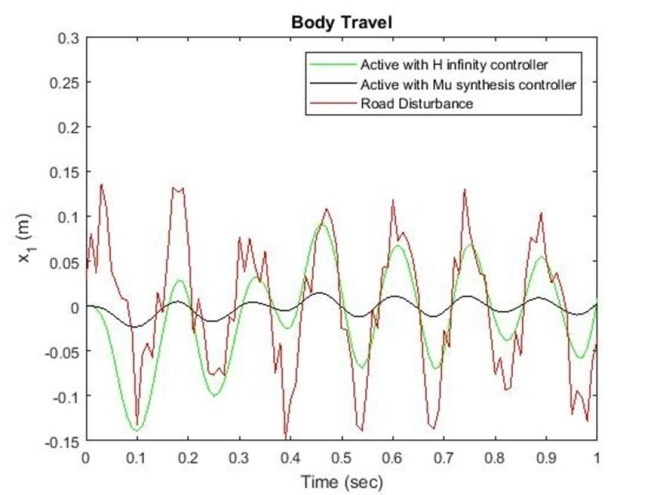 Body Travel
0.3
0.25
0.2
0.15
0.1
0.05
0
-0.05
-0.1
-0.15
x1 (m)
Active with H infinity controller
Active with Mu synthesis controller
Road Disturbance
0 0.1 0.2 0.3 0.4 0.5 0.6 0.7 0.8 0.9 1
Time (sec)